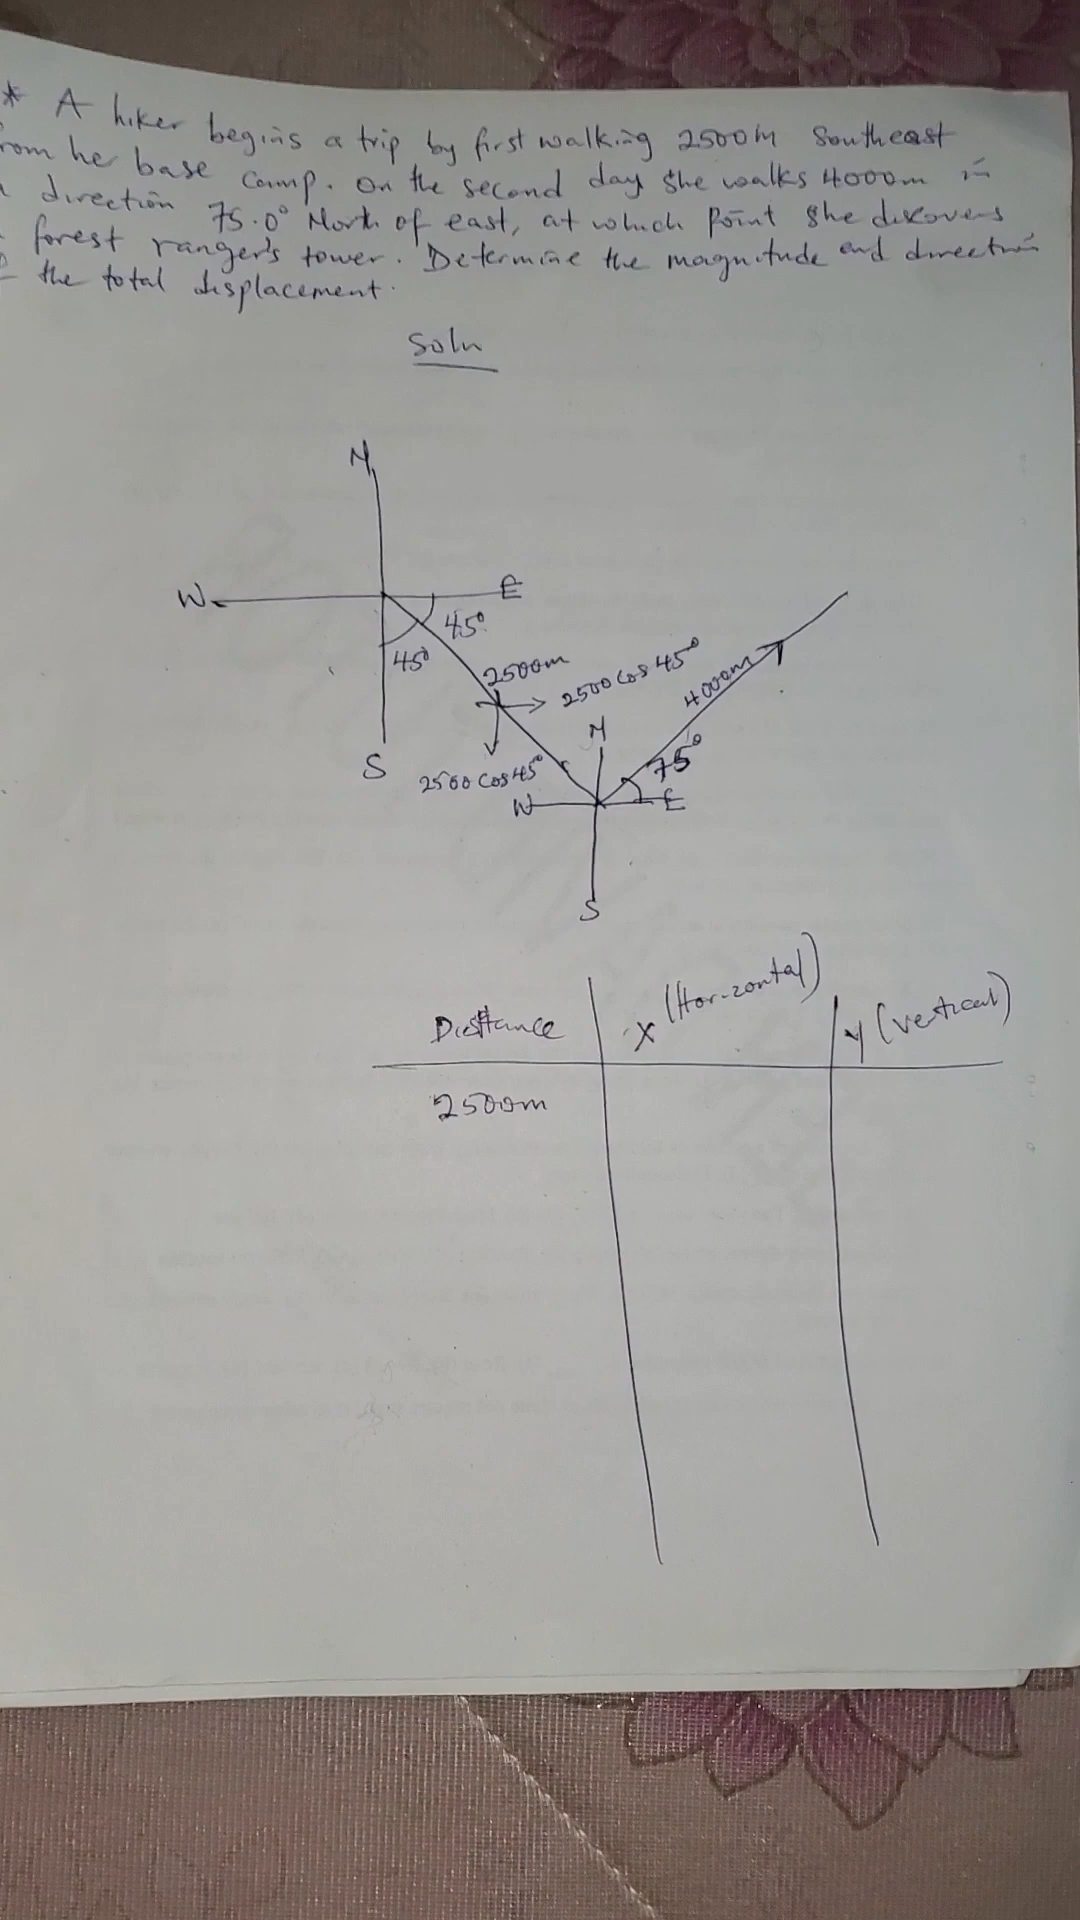 * A hiker begins a trip by first walking 2500m Southeast
rom her base Camp. On the second day she walks 4000m in
direction 75.0° North of east, at which point she discovers
forest ranger's tower. Determine the magnitude and direction
the total displacement.
Soln
N
W
E
45°
45°
2500m
2500 Cos 45°
4000m
S
2500 Cos 45°
N
75°
W
E
S
Distance
X (Horizontal)
Y (vertical)
2500m